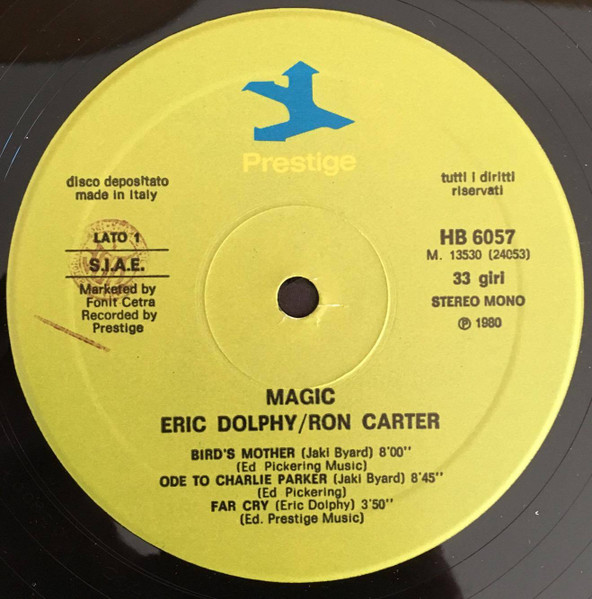 Prestige
disco depositato
made in Italy
tutti i diritti
riservati
LATO 1
S.I.A.E.
Marketed by
Fonit Cetra
Recorded by
Prestige
HB 6057
M. 13530 (24053)
33 giri
STEREO MONO
℗ 1980
MAGIC
ERIC DOLPHY/RON CARTER
BIRD'S MOTHER (Jaki Byard) 8'00''
(Ed Pickering Music)
ODE TO CHARLIE PARKER (Jaki Byard) 8'45''
(Ed Pickering)
FAR CRY (Eric Dolphy) 3'50''
(Ed. Prestige Music)